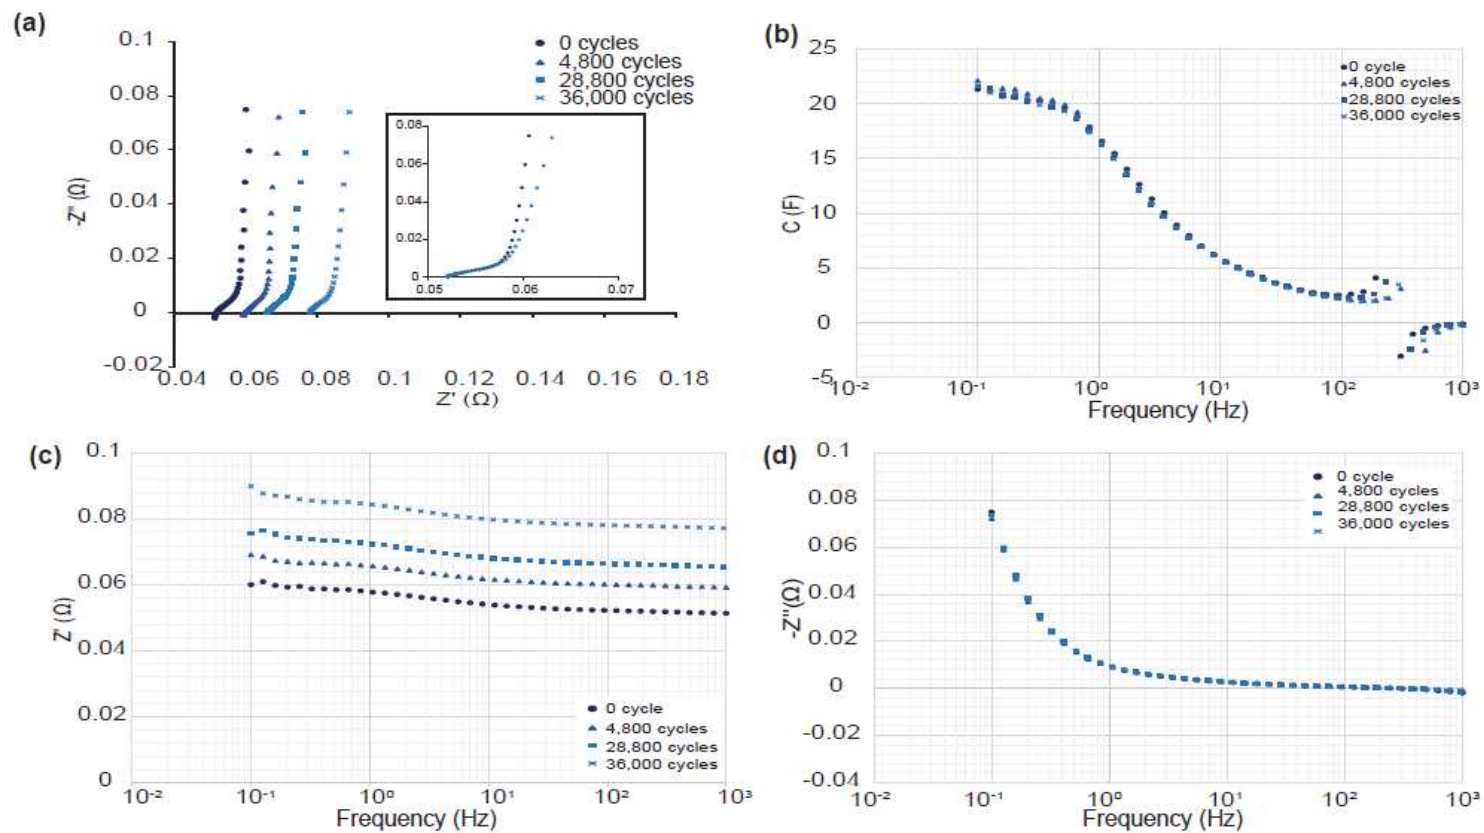 (a)
0.1
0.08
0.06
0.04
0.02
0
-0.02
-Z'' (Ω)
0.04 0.06 0.08 0.1 0.12 0.14 0.16 0.18
Z' (Ω)
0 cycles
4,800 cycles
28,800 cycles
36,000 cycles
0.08
0.06
0.04
0.02
0
0.05 0.06 0.07
(b)
25
20
15
10
5
0
-5
C (F)
10⁻² 10⁻¹ 10⁰ 10¹ 10² 10³
Frequency (Hz)
0 cycle
4,800 cycles
28,800 cycles
36,000 cycles
(c)
0.1
0.08
0.06
0.04
0.02
0
Z' (Ω)
10⁻² 10⁻¹ 10⁰ 10¹ 10² 10³
Frequency (Hz)
0 cycle
4,800 cycles
28,800 cycles
36,000 cycles
(d)
0.1
0.08
0.06
0.04
0.02
0
-0.02
-0.04
-Z''(Ω)
10⁻² 10⁻¹ 10⁰ 10¹ 10² 10³
Frequency (Hz)
0 cycle
4,800 cycles
28,800 cycles
36,000 cycles